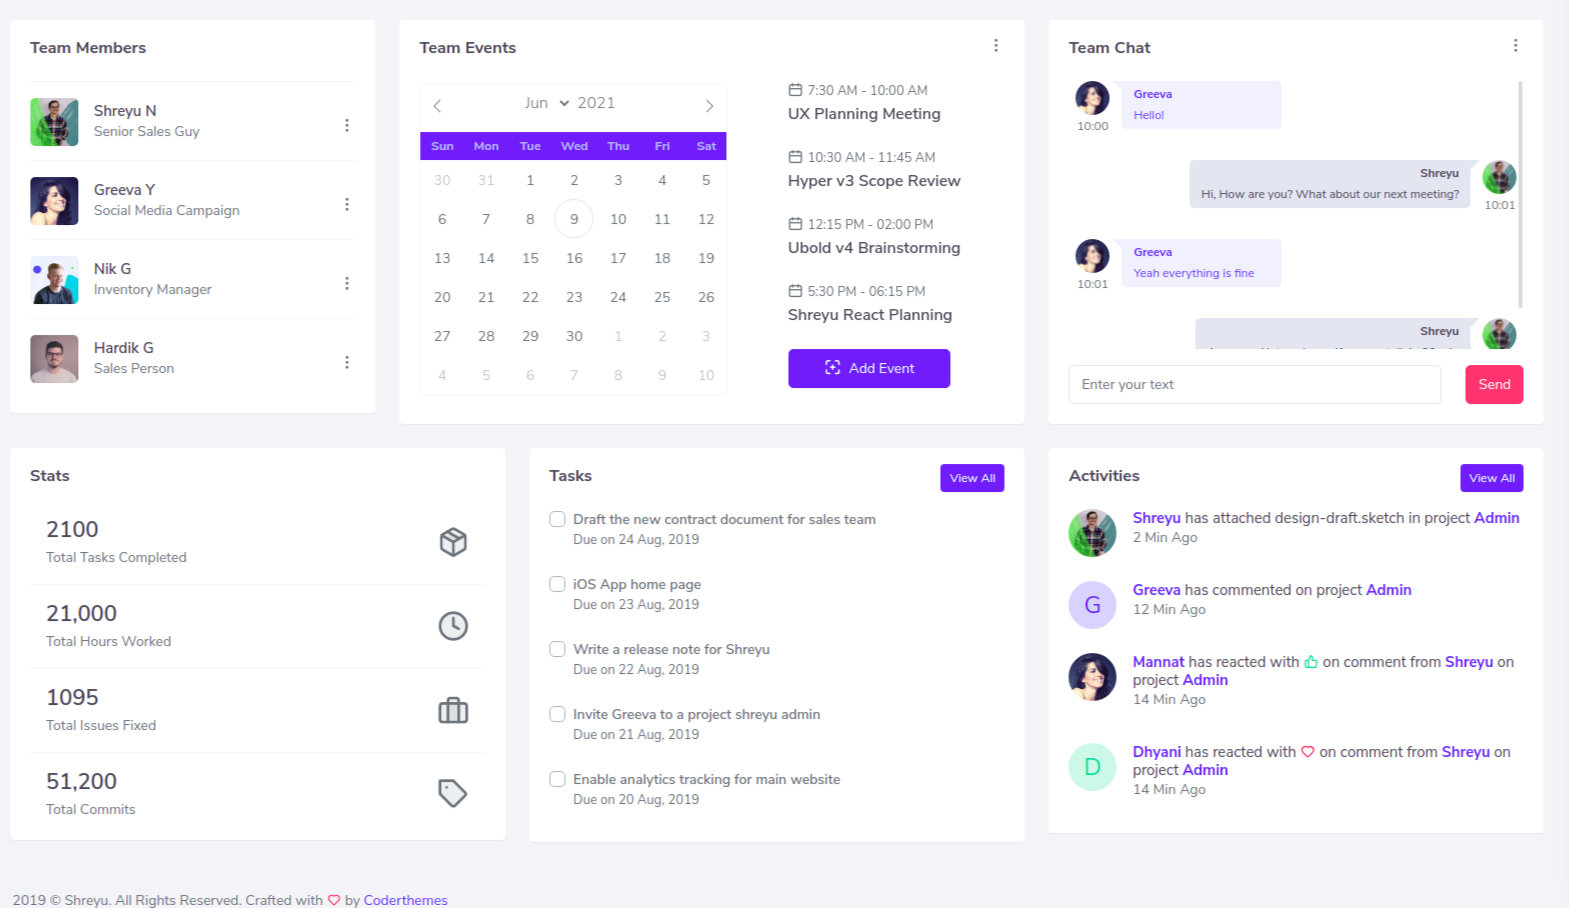 Team Members
Shreyu N
Senior Sales Guy
Greeva Y
Social Media Campaign
Nik G
Inventory Manager
Hardik G
Sales Person
Team Events
Jun 2021
Sun Mon Tue Wed Thu Fri Sat
30 31 1 2 3 4 5
6 7 8 9 10 11 12
13 14 15 16 17 18 19
20 21 22 23 24 25 26
27 28 29 30 1 2 3
4 5 6 7 8 9 10
7:30 AM - 10:00 AM
UX Planning Meeting
10:30 AM - 11:45 AM
Hyper v3 Scope Review
12:15 PM - 02:00 PM
Ubold v4 Brainstorming
5:30 PM - 06:15 PM
Shreyu React Planning
Add Event
Team Chat
Greeva
Hello!
10:00
Shreyu
Hi, How are you? What about our next meeting?
10:01
Greeva
Yeah everything is fine
10:01
Shreyu
Enter your text
Send
Stats
2100
Total Tasks Completed
21,000
Total Hours Worked
1095
Total Issues Fixed
51,200
Total Commits
Tasks
View All
Draft the new contract document for sales team
Due on 24 Aug, 2019
iOS App home page
Due on 23 Aug, 2019
Write a release note for Shreyu
Due on 22 Aug, 2019
Invite Greeva to a project shreyu admin
Due on 21 Aug, 2019
Enable analytics tracking for main website
Due on 20 Aug, 2019
Activities
View All
Shreyu has attached design-draft.sketch in project Admin
2 Min Ago
G
Greeva has commented on project Admin
12 Min Ago
Mannat has reacted with on comment from Shreyu on
project Admin
14 Min Ago
D
Dhyani has reacted with on comment from Shreyu on
project Admin
14 Min Ago
2019 © Shreyu. All Rights Reserved. Crafted with by Coderthemes